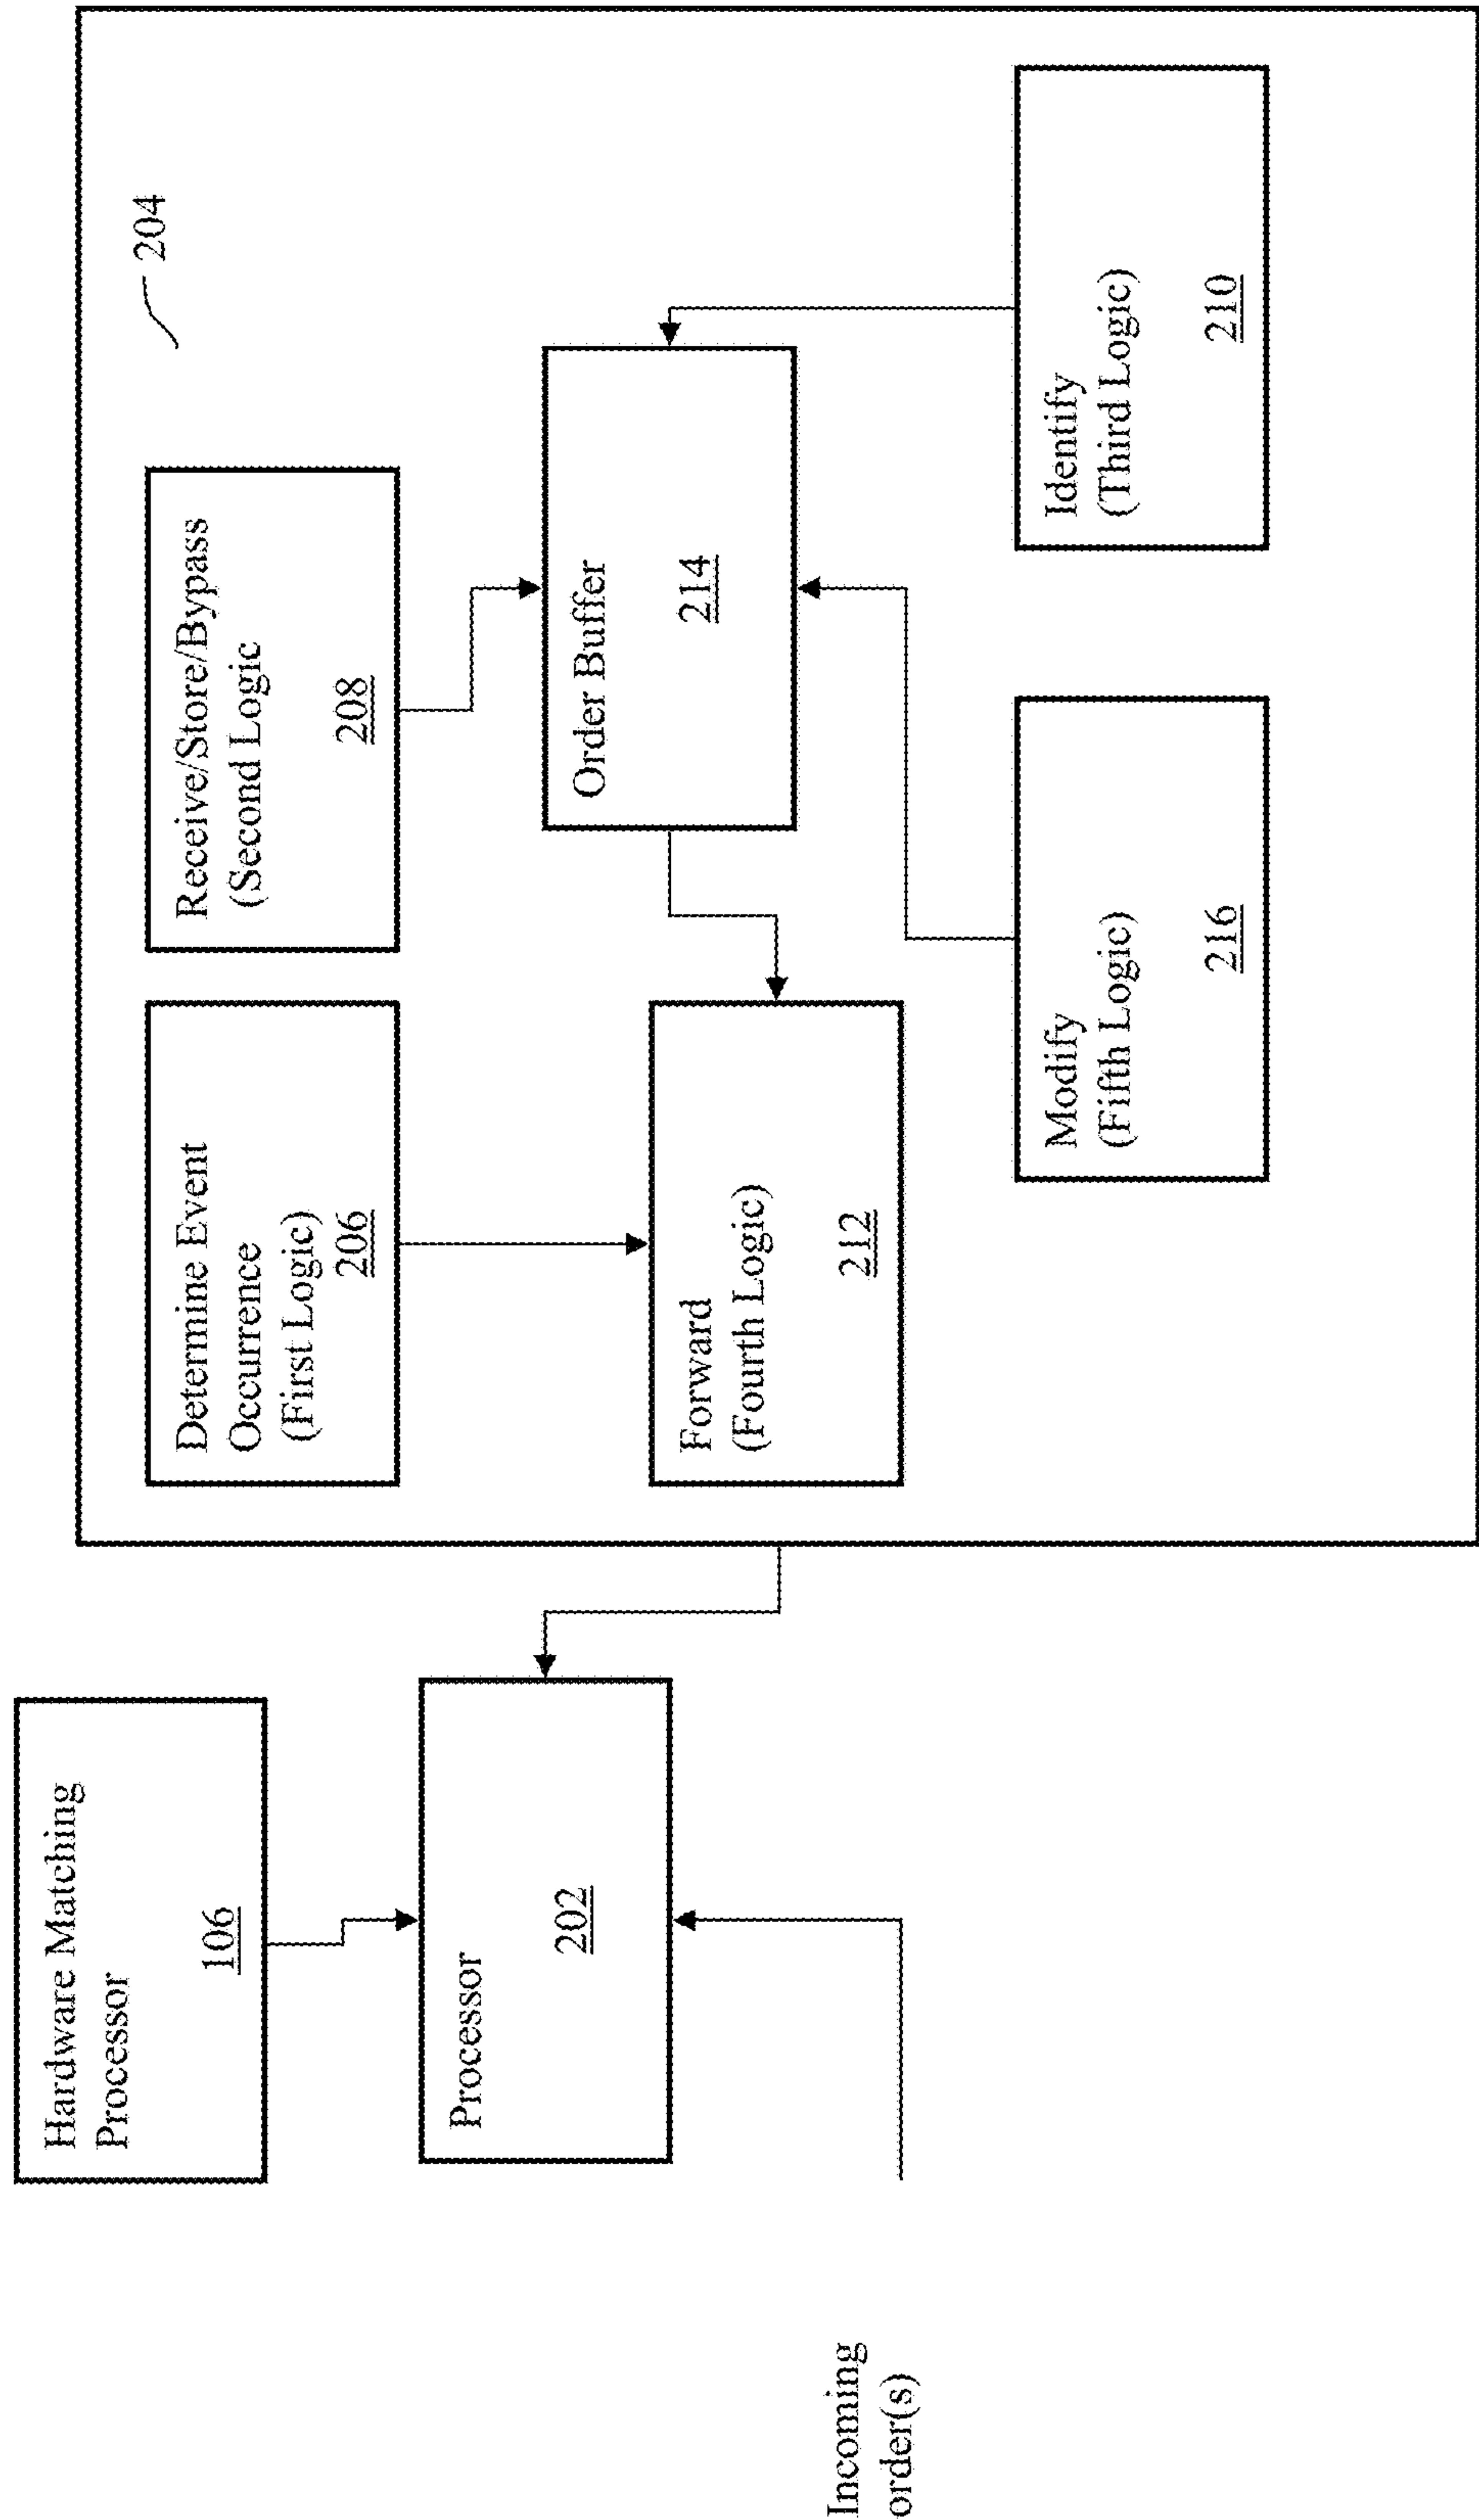 204
Hardware Matching
Processor
106
Determine Event
Occurrence
(First Logic)
206
Receive/Store/Bypass
(Second Logic
208
Processor
202
Order Buffer
214
Forward
(Fourth Logic)
212
Incoming
order(s)
Modify
(Fifth Logic)
216
Identify
(Third Logic)
210